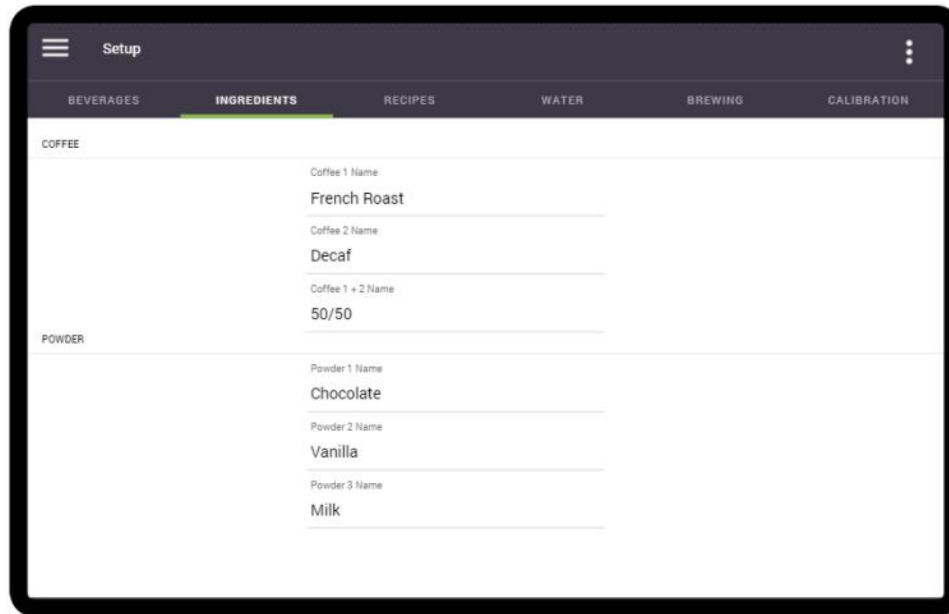 Setup
BEVERAGES INGREDIENTS RECIPES WATER BREWING CALIBRATION
COFFEE
Coffee 1 Name
French Roast
Coffee 2 Name
Decaf
Coffee 1 + 2 Name
50/50
POWDER
Powder 1 Name
Chocolate
Powder 2 Name
Vanilla
Powder 3 Name
Milk